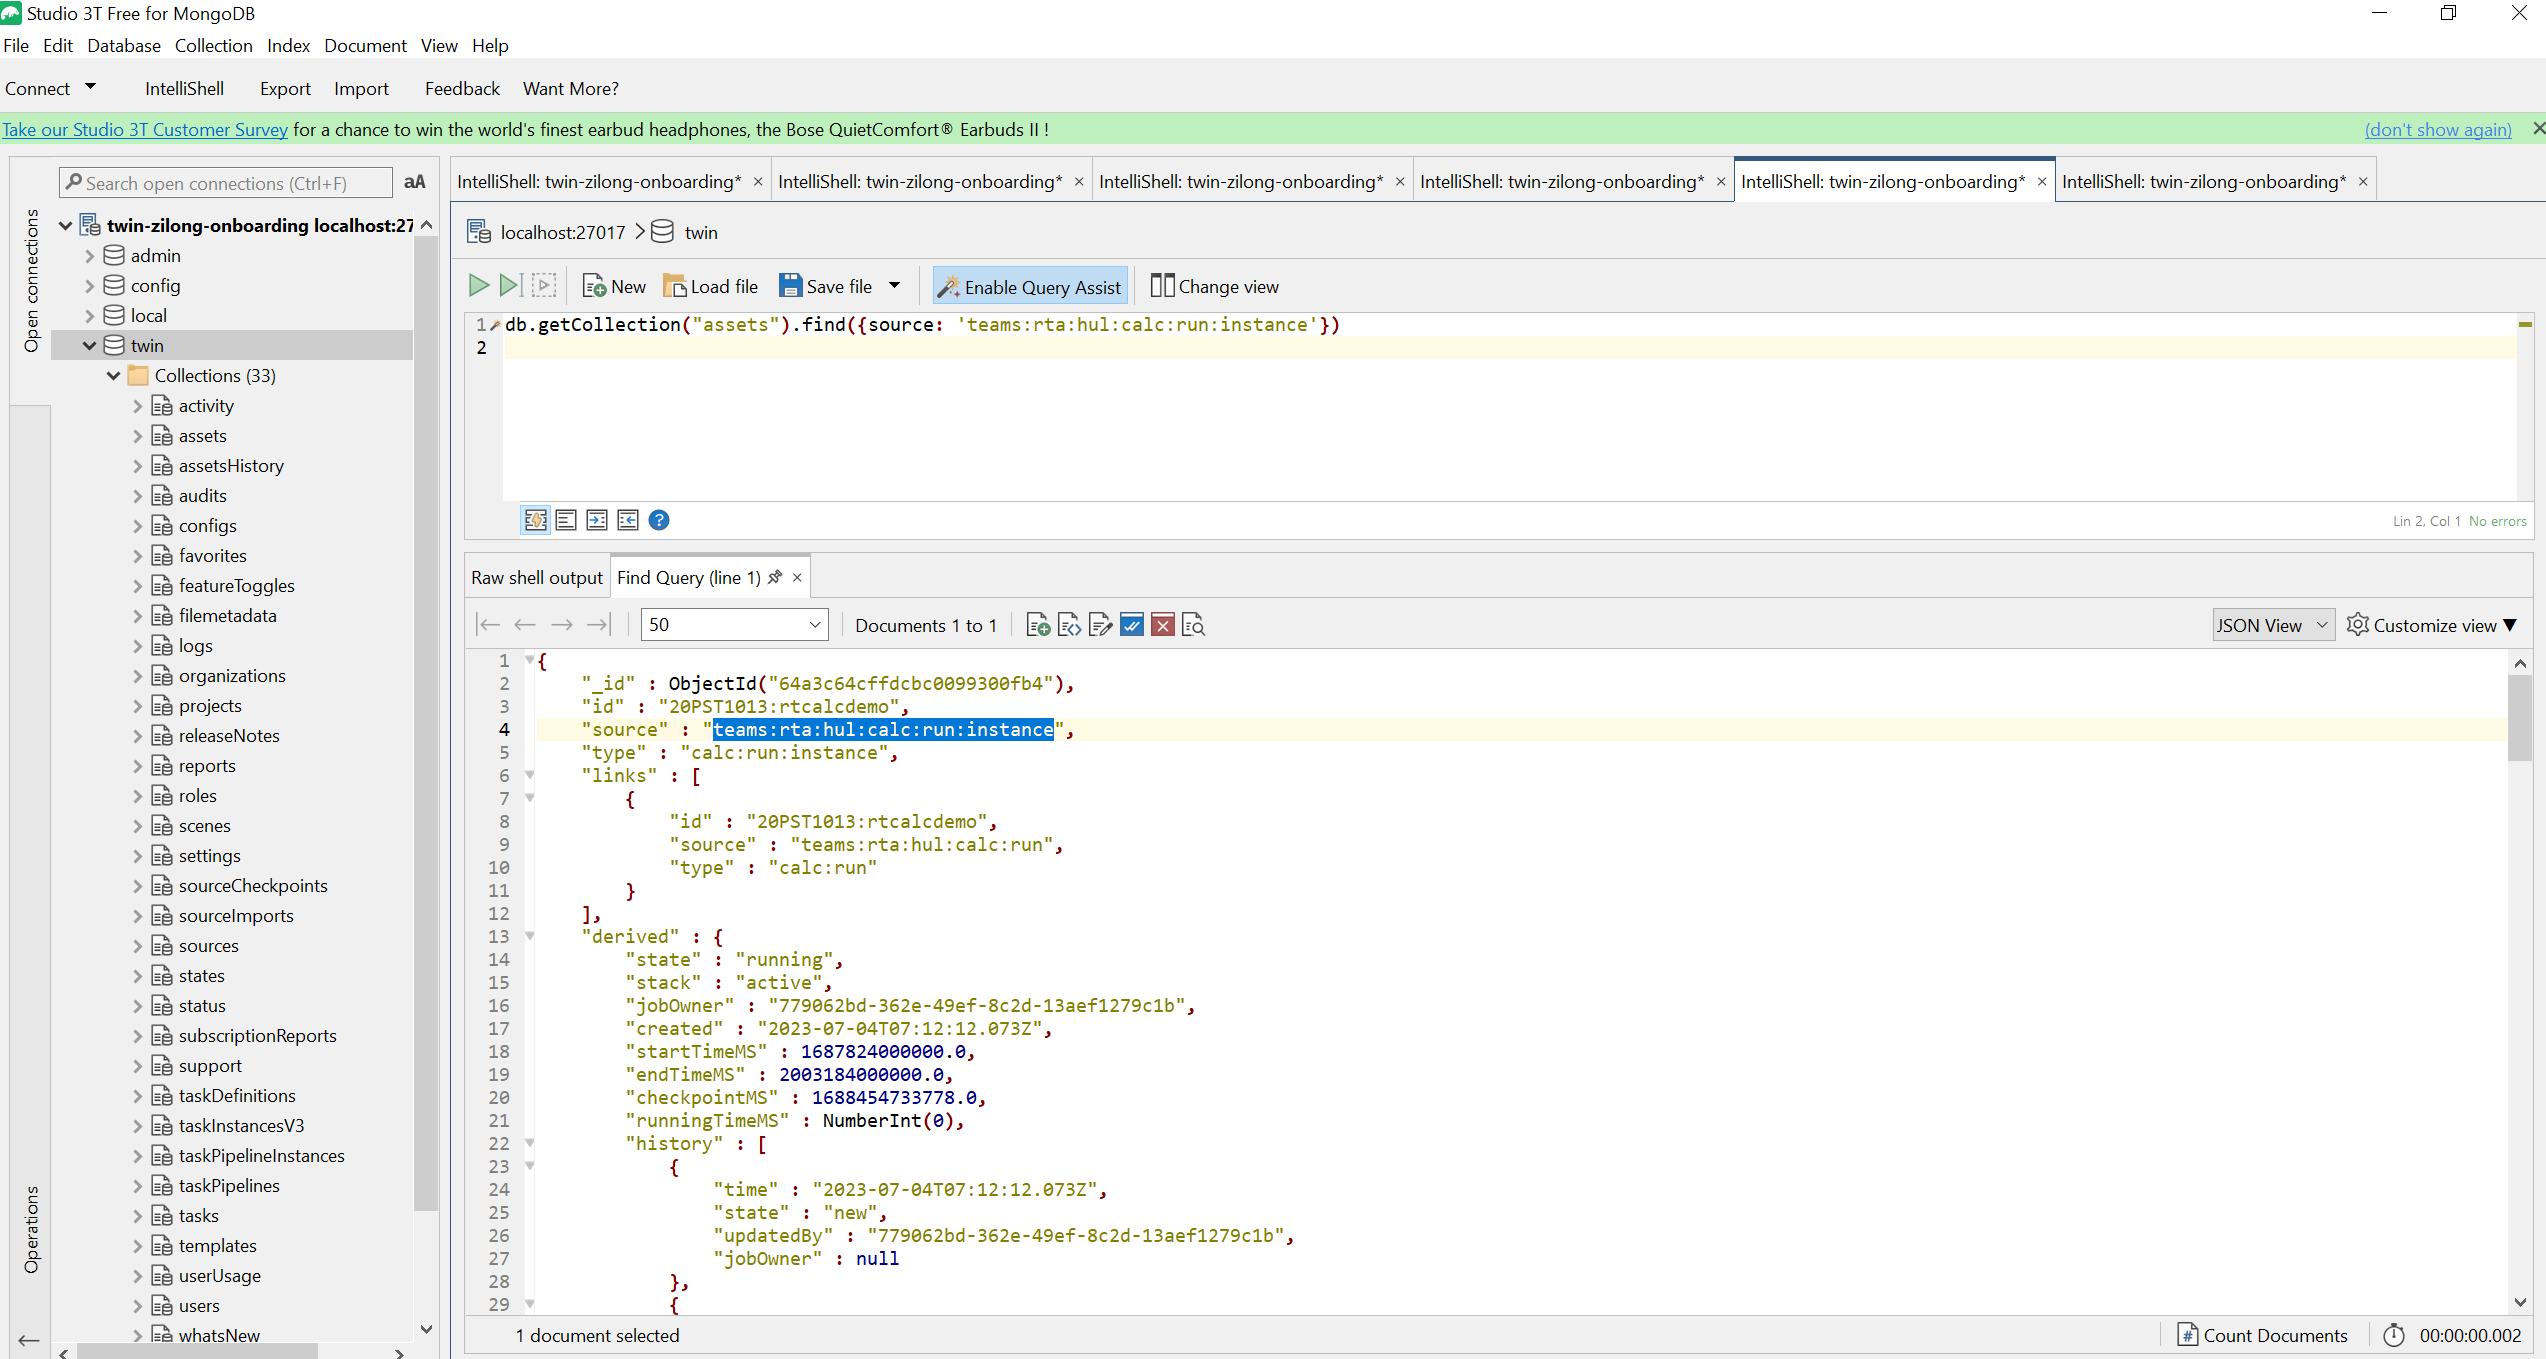 Studio 3T Free for MongoDB
File Edit Database Collection Index Document View Help
Connect IntelliShell Export Import Feedback Want More?
Take our Studio 3T Customer Survey for a chance to win the world's finest earbud headphones, the Bose QuietComfort® Earbuds II !
(don't show again)
Open connections
Operations
Search open connections (Ctrl+F) aA
twin-zilong-onboarding localhost:27
admin
config
local
twin
Collections (33)
activity
assets
assetsHistory
audits
configs
favorites
featureToggles
filemetadata
logs
organizations
projects
releaseNotes
reports
roles
scenes
settings
sourceCheckpoints
sourceImports
sources
states
status
subscriptionReports
support
taskDefinitions
taskInstancesV3
taskPipelineInstances
taskPipelines
tasks
templates
userUsage
users
whatsNew
IntelliShell: twin-zilong-onboarding* IntelliShell: twin-zilong-onboarding* IntelliShell: twin-zilong-onboarding* IntelliShell: twin-zilong-onboarding* IntelliShell: twin-zilong-onboarding* IntelliShell: twin-zilong-onboarding*
localhost:27017 twin
New Load file Save file Enable Query Assist Change view
1 db.getCollection("assets").find({source: 'teams:rta:hul:calc:run:instance'})
2
Lin 2, Col 1 No errors
Raw shell output Find Query (line 1)
50 Documents 1 to 1 JSON View Customize view
1 {
2 "_id" : ObjectId("64a3c64cffdcbc0099300fb4"),
3 "id" : "20PST1013:rtcalcdemo",
4 "source" : "teams:rta:hul:calc:run:instance",
5 "type" : "calc:run:instance",
6 "links" : [
7 {
8 "id" : "20PST1013:rtcalcdemo",
9 "source" : "teams:rta:hul:calc:run",
10 "type" : "calc:run"
11 }
12 ],
13 "derived" : {
14 "state" : "running",
15 "stack" : "active",
16 "jobOwner" : "779062bd-362e-49ef-8c2d-13aef1279c1b",
17 "created" : "2023-07-04T07:12:12.073Z",
18 "startTimeMS" : 1687824000000.0,
19 "endTimeMS" : 2003184000000.0,
20 "checkpointMS" : 1688454733778.0,
21 "runningTimeMS" : NumberInt(0),
22 "history" : [
23 {
24 "time" : "2023-07-04T07:12:12.073Z",
25 "state" : "new",
26 "updatedBy" : "779062bd-362e-49ef-8c2d-13aef1279c1b",
27 "jobOwner" : null
28 },
29 {
1 document selected
Count Documents 00:00:00.002